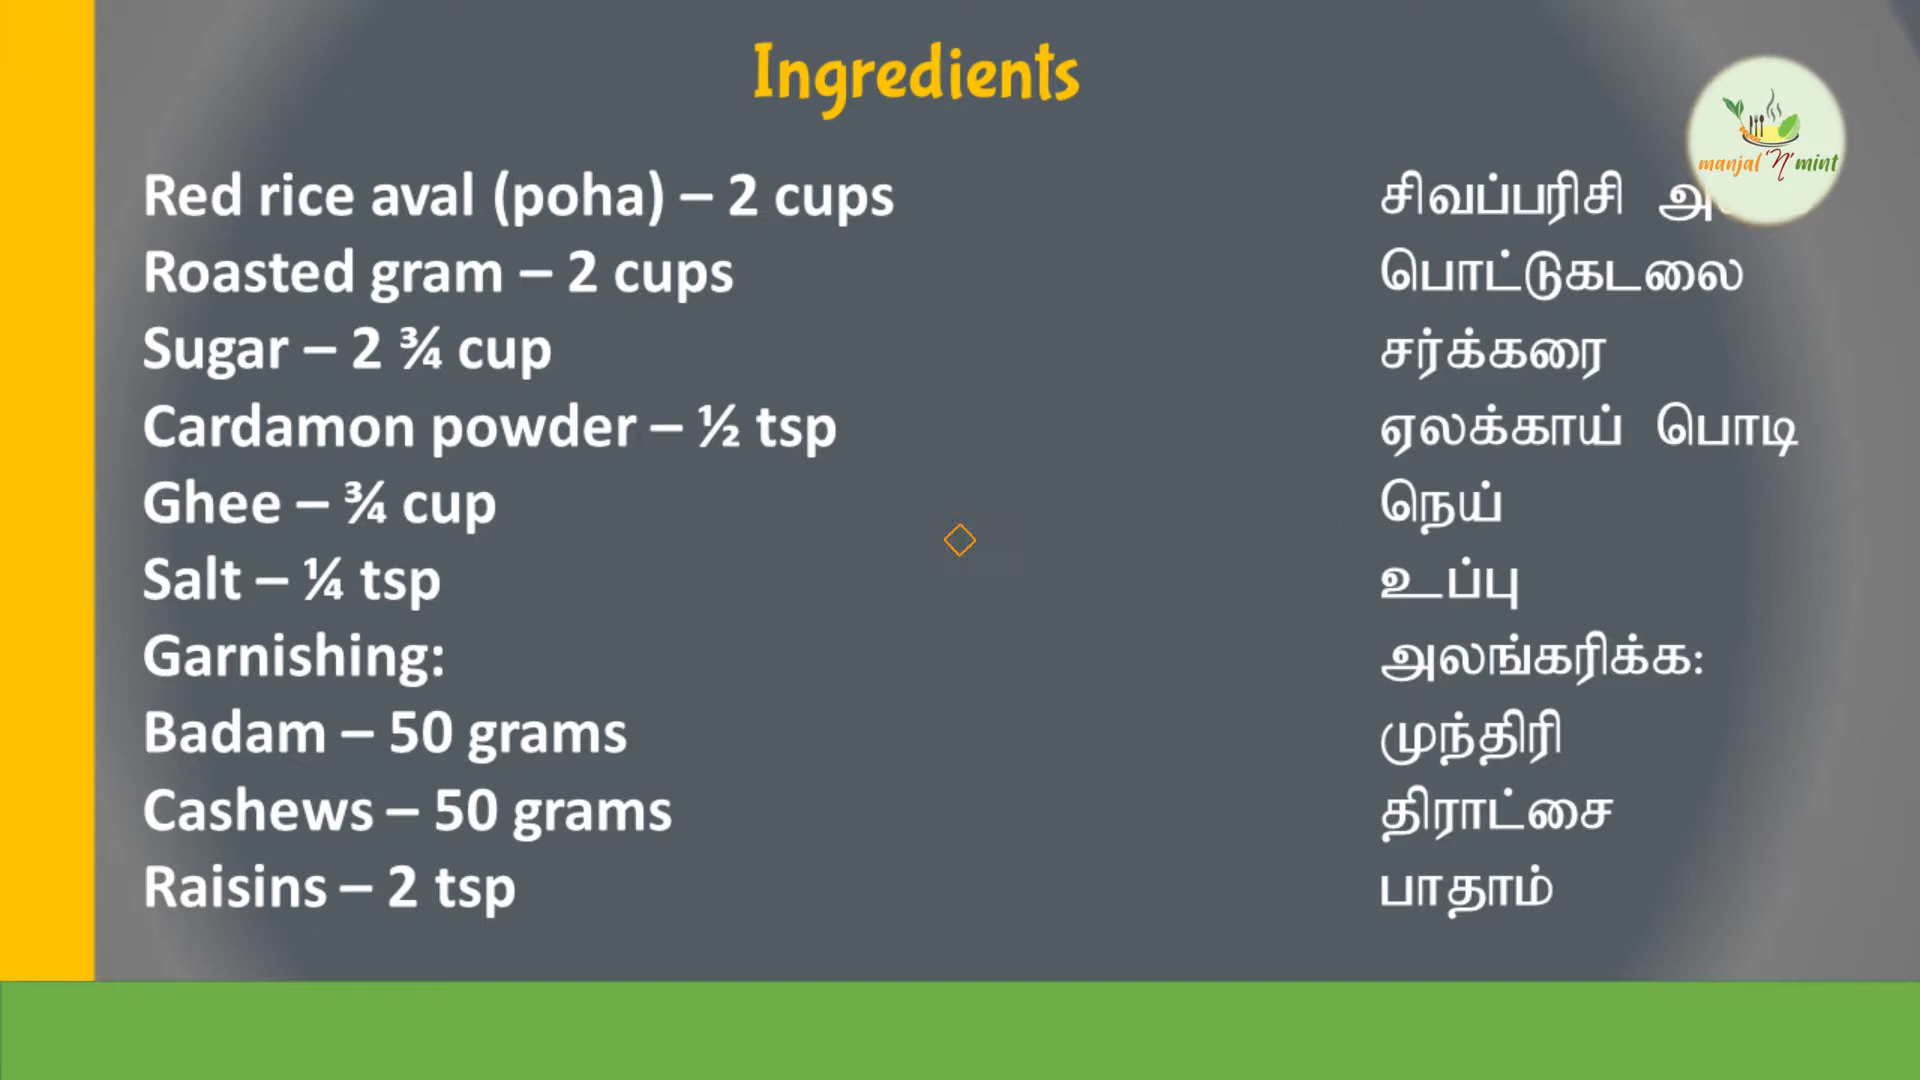 Ingredients
manjal 'n' mint
Red rice aval (poha) – 2 cups சிவப்பரிசி
Roasted gram – 2 cups பொட்டுகடலை
Sugar – 2 ¾ cup சர்க்கரை
Cardamon powder – ½ tsp ஏலக்காய் பொடி
Ghee – ¾ cup நெய்
Salt – ¼ tsp உப்பு
Garnishing: அலங்கரிக்க:
Badam – 50 grams முந்திரி
Cashews – 50 grams திராட்சை
Raisins – 2 tsp பாதாம்